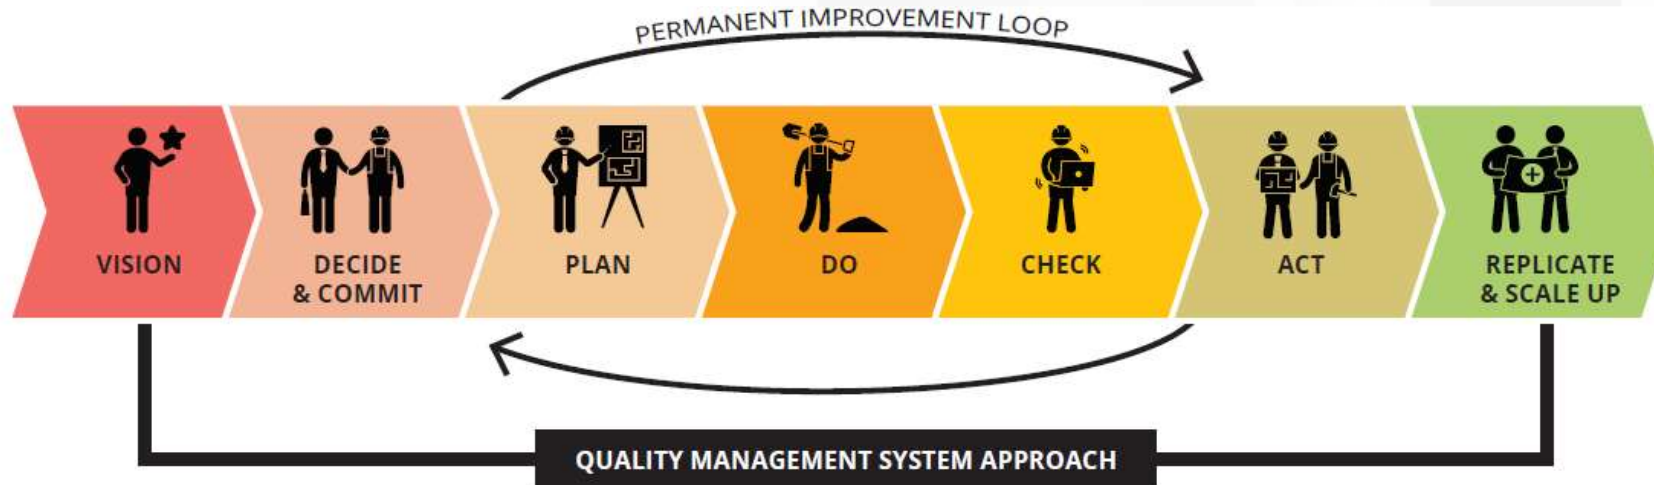 PERMANENT IMPROVEMENT LOOP
VISION
DECIDE
& COMMIT
PLAN
DO
CHECK
ACT
REPLICATE
& SCALE UP
QUALITY MANAGEMENT SYSTEM APPROACH